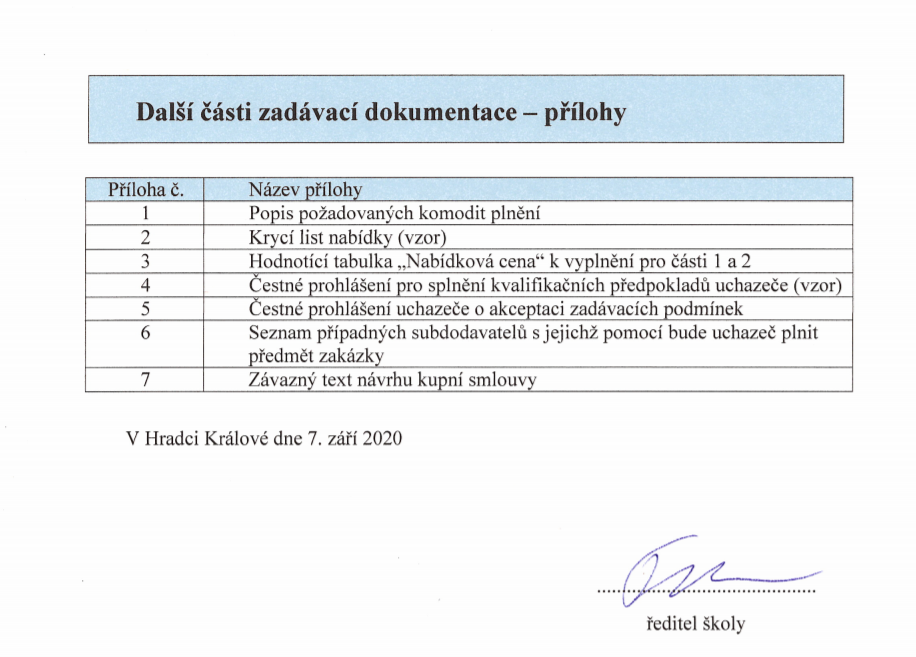 Další části zadávací dokumentace – přílohy
Příloha č. Název přílohy
1 Popis požadovaných komodit plnění
2 Krycí list nabídky (vzor)
3 Hodnotící tabulka „Nabídková cena“ k vyplnění pro části 1 a 2
4 Čestné prohlášení pro splnění kvalifikačních předpokladů uchazeče (vzor)
5 Čestné prohlášení uchazeče o akceptaci zadávacích podmínek
6 Seznam případných subdodavatelů s jejichž pomocí bude uchazeč plnit
předmět zakázky
7 Závazný text návrhu kupní smlouvy
V Hradci Králové dne 7. září 2020
ředitel školy